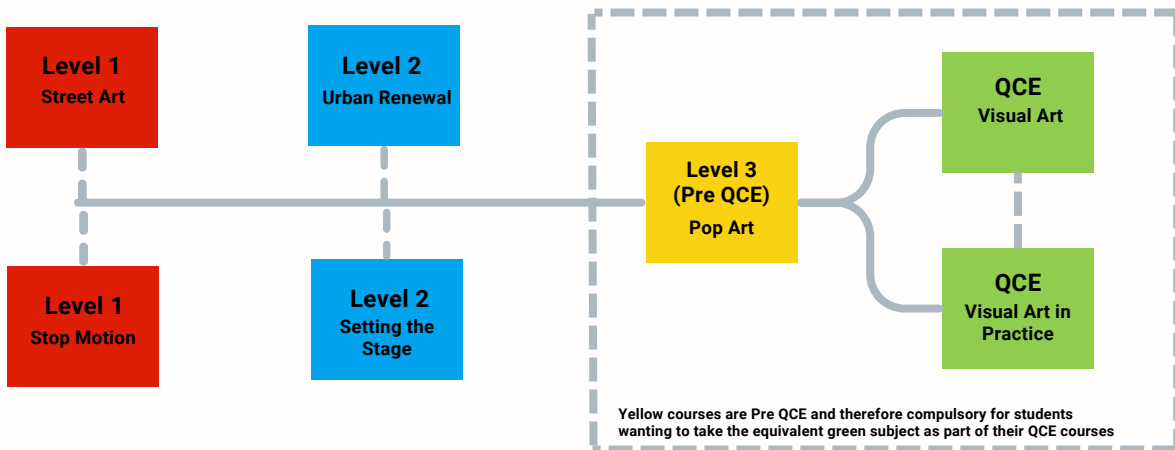 Level 1
Street Art
Level 2
Urban Renewal
QCE
Visual Art
Level 3
(Pre QCE)
Pop Art
Level 1
Stop Motion
Level 2
Setting the
Stage
QCE
Visual Art in
Practice
Yellow courses are Pre QCE and therefore compulsory for students
wanting to take the equivalent green subject as part of their QCE courses